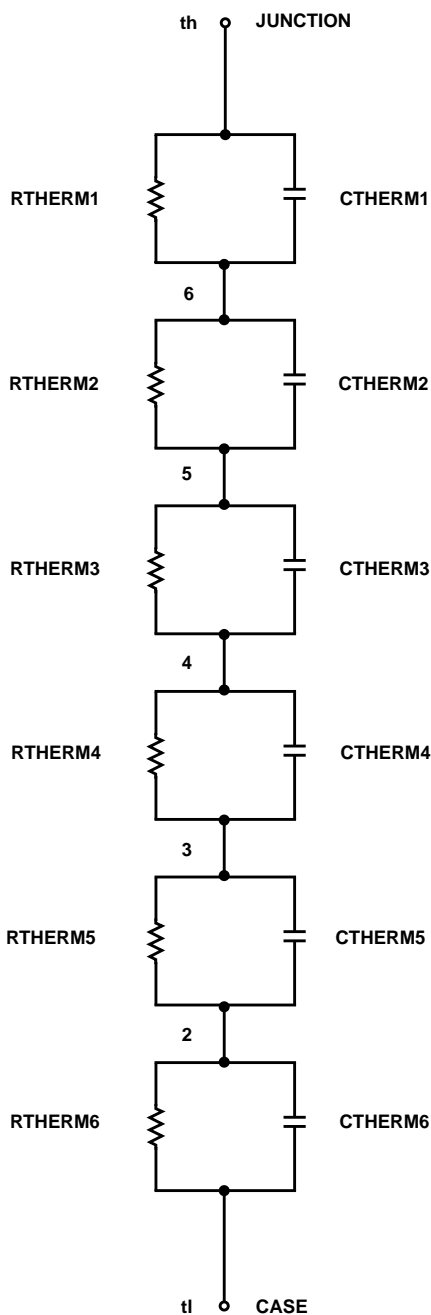 th JUNCTION
RTHERM1 CTHERM1
6
RTHERM2 CTHERM2
5
RTHERM3 CTHERM3
4
RTHERM4 CTHERM4
3
RTHERM5 CTHERM5
2
RTHERM6 CTHERM6
tl CASE